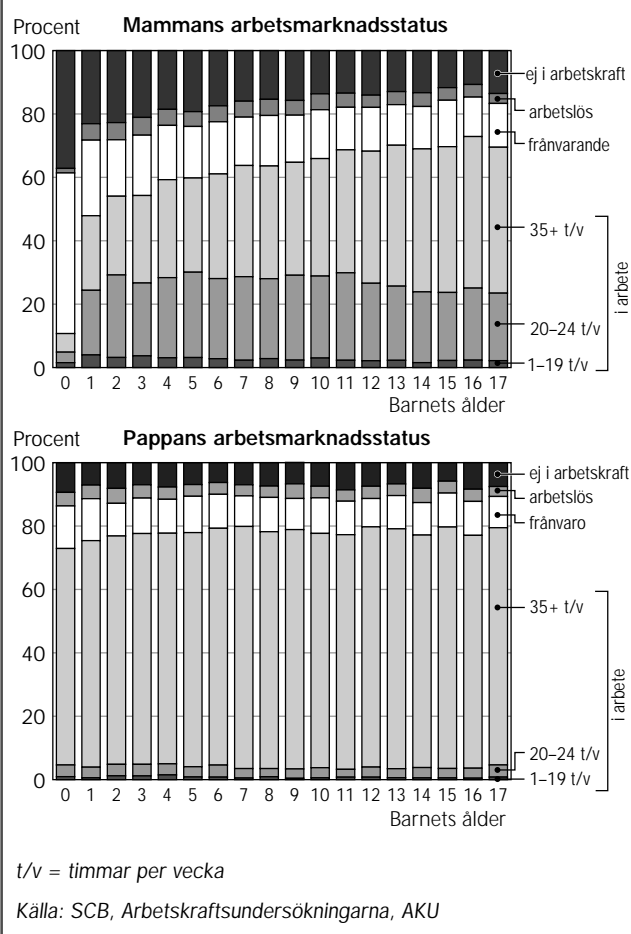 Procent Mammans arbetsmarknadsstatus
100
80
60
40
20
0
ej i arbetskraft
arbetslös
frånvarande
35+ t/v
20–24 t/v
1–19 t/v
i arbete
0 1 2 3 4 5 6 7 8 9 10 11 12 13 14 15 16 17
Barnets ålder
Procent Pappans arbetsmarknadsstatus
100
80
60
40
20
0
ej i arbetskraft
arbetslös
frånvaro
35+ t/v
20–24 t/v
1–19 t/v
i arbete
0 1 2 3 4 5 6 7 8 9 10 11 12 13 14 15 16 17
Barnets ålder
t/v = timmar per vecka
Källa: SCB, Arbetskraftsundersökningarna, AKU